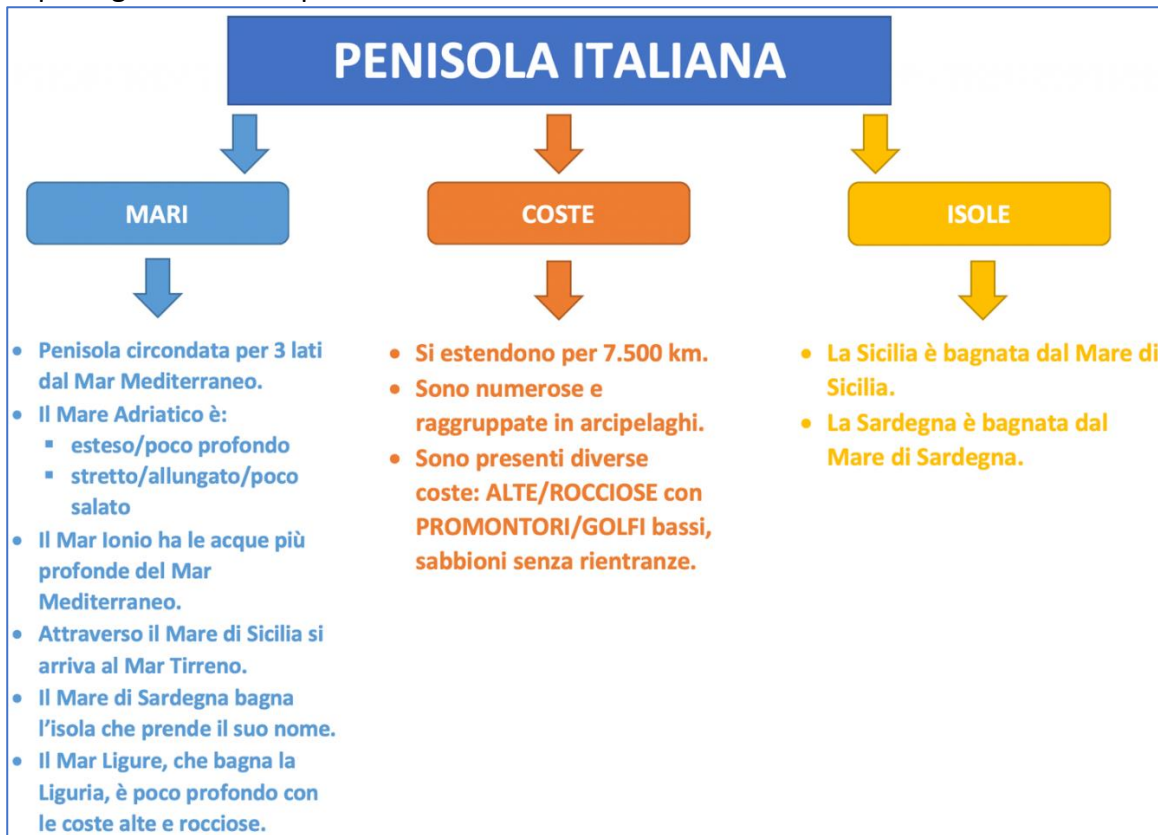 PENISOLA ITALIANA
MARI
COSTE
ISOLE
• Penisola circondata per 3 lati
dal Mar Mediterraneo.
• Il Mare Adriatico è:
▪ esteso/poco profondo
▪ stretto/allungato/poco
salato
• Il Mar Ionio ha le acque più
profonde del Mar
Mediterraneo.
• Attraverso il Mare di Sicilia si
arriva al Mar Tirreno.
• Il Mare di Sardegna bagna
l'isola che prende il suo nome.
• Il Mar Ligure, che bagna la
Liguria, è poco profondo con
le coste alte e rocciose.
• Si estendono per 7.500 km.
• Sono numerose e
raggruppate in arcipelaghi.
• Sono presenti diverse
coste: ALTE/ROCCIOSE con
PROMONTORI/GOLFI bassi,
sabbioni senza rientranze.
• La Sicilia è bagnata dal Mare di
Sicilia.
• La Sardegna è bagnata dal
Mare di Sardegna.